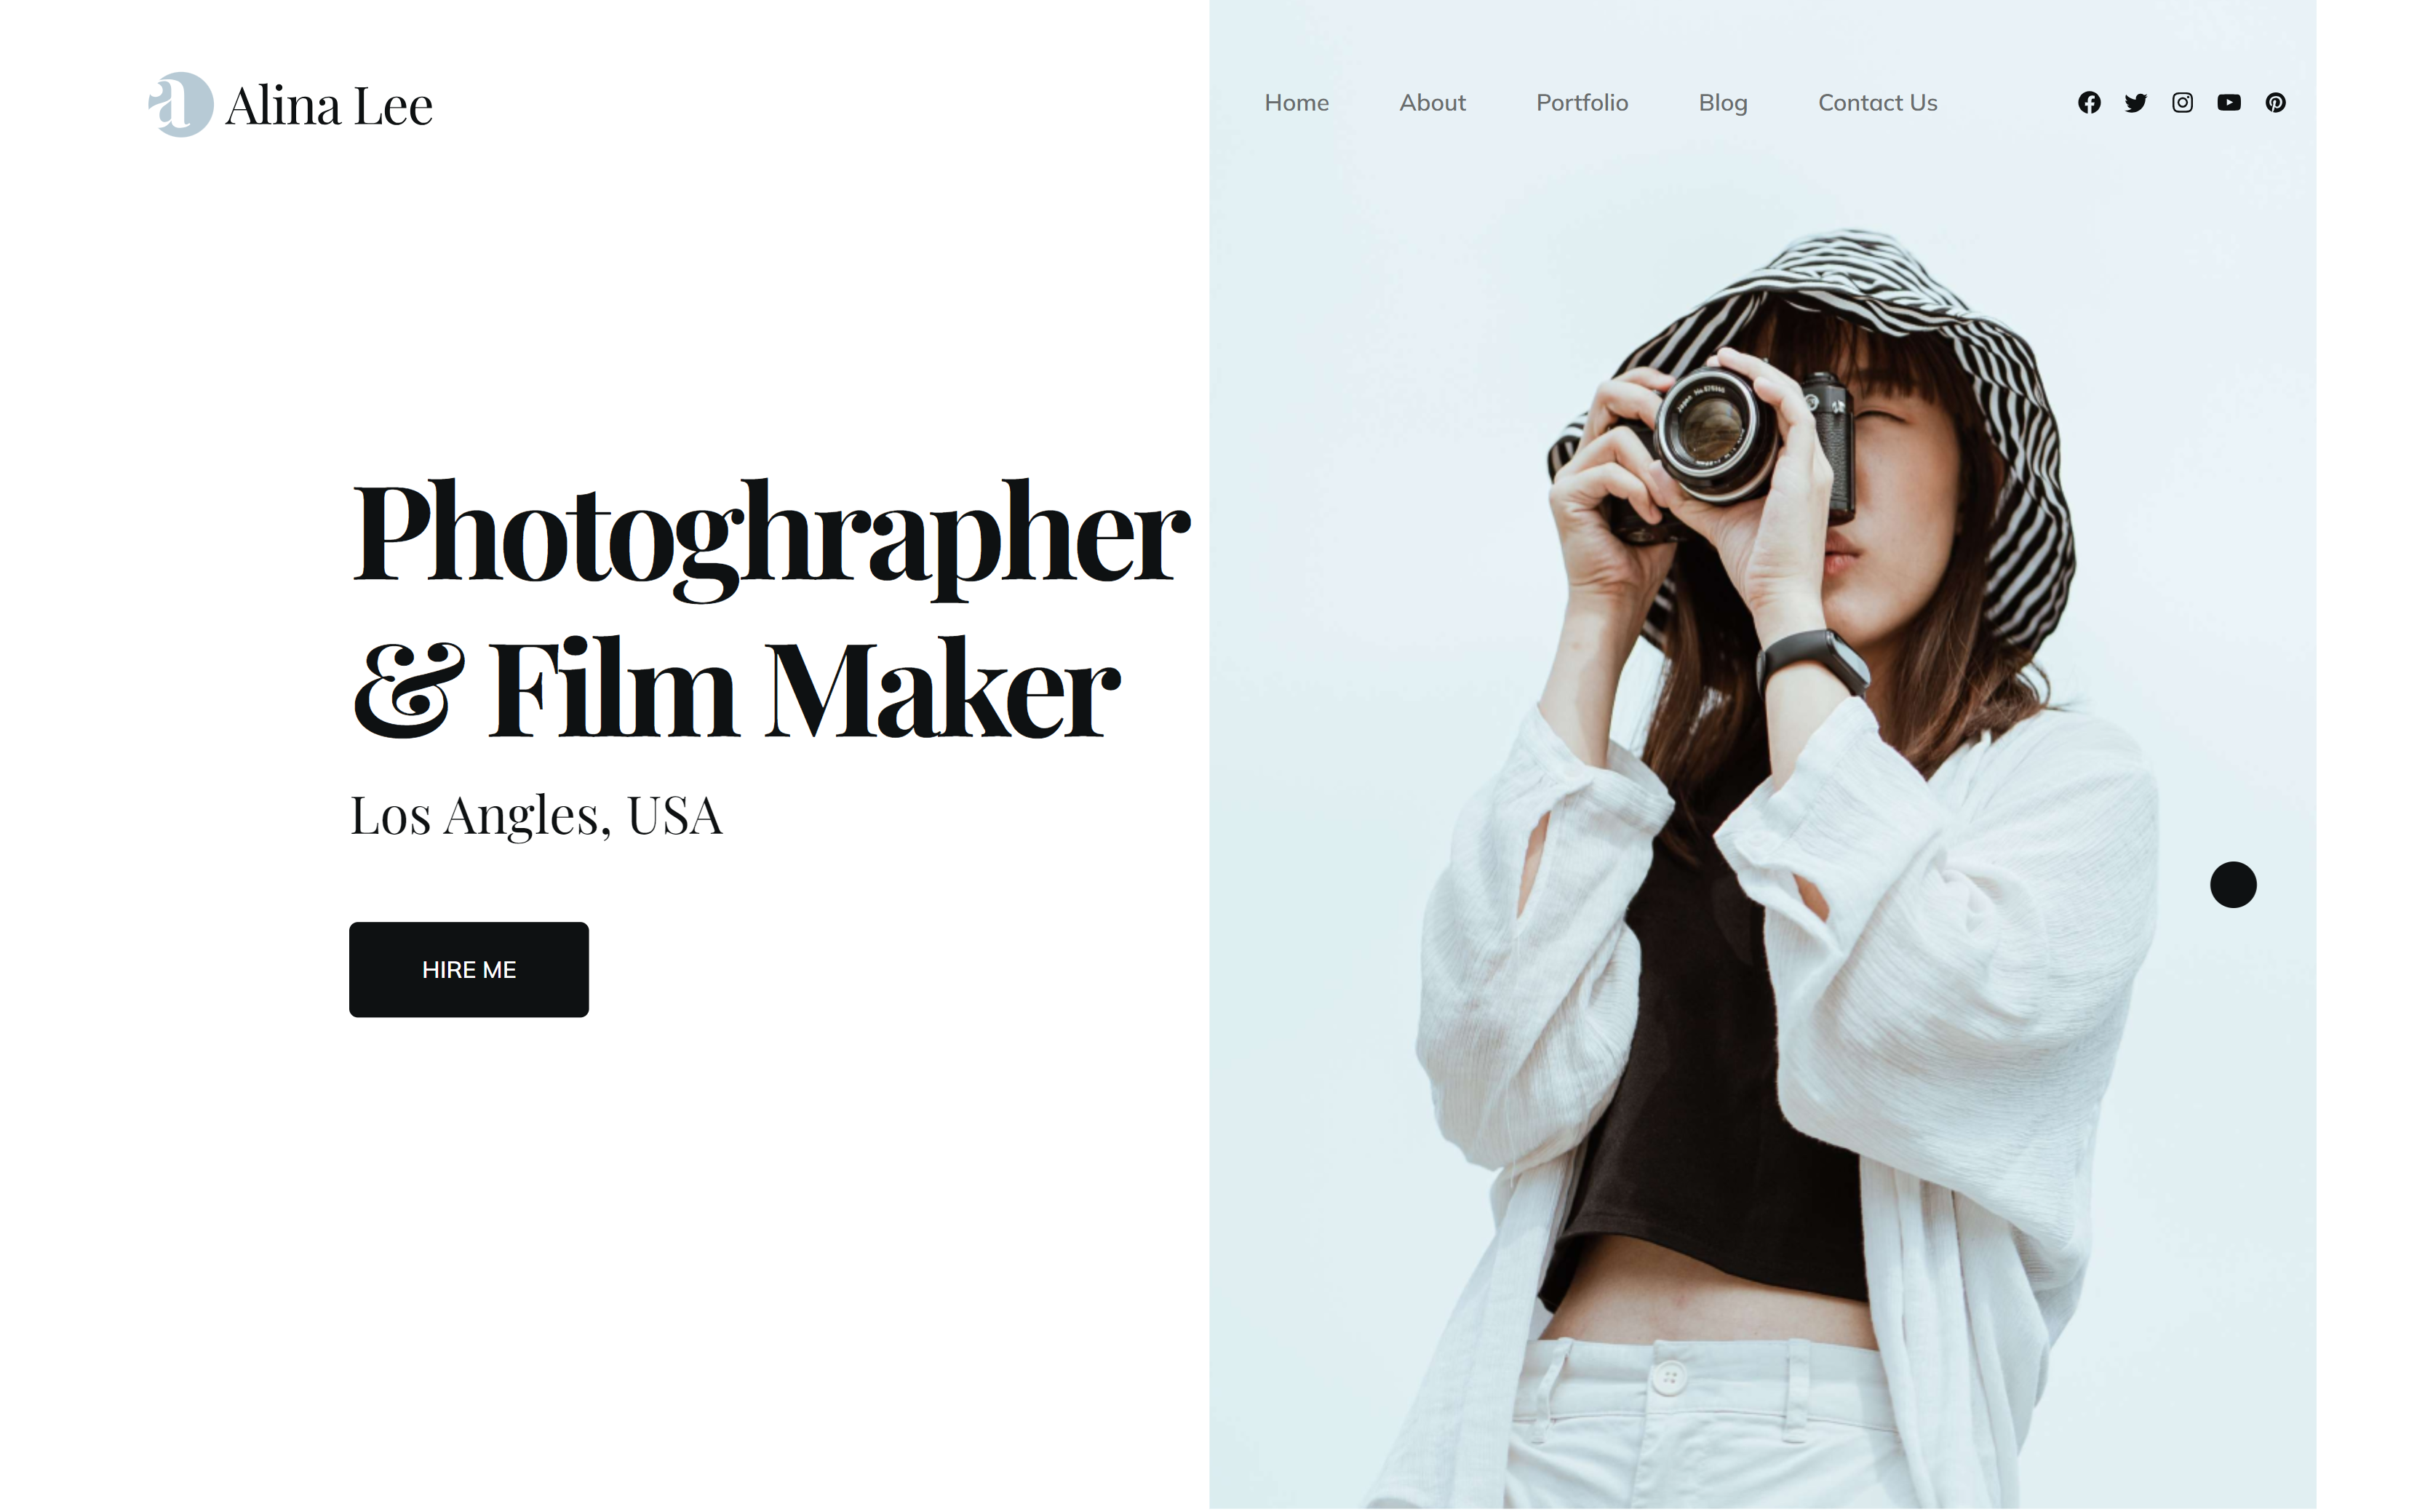 a Alina Lee
Home About Portfolio Blog Contact Us
Photoghrapher
& Film Maker
Los Angles, USA
HIRE ME